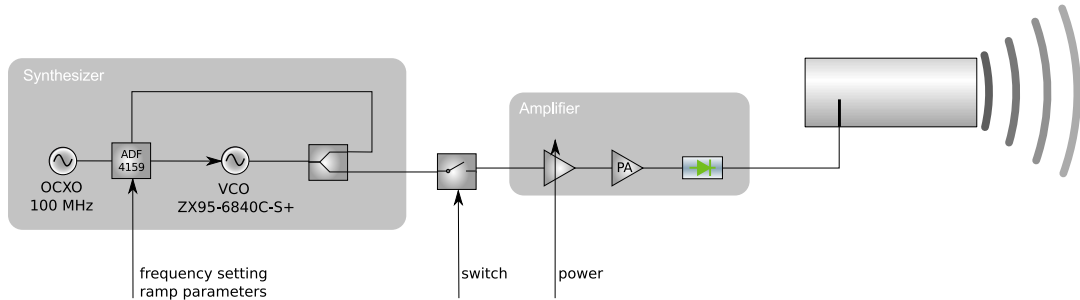 Synthesizer
Amplifier
ADF
4159
PA
OCXO
100 MHz
VCO
ZX95-6840C-S+
frequency setting
ramp parameters
switch
power